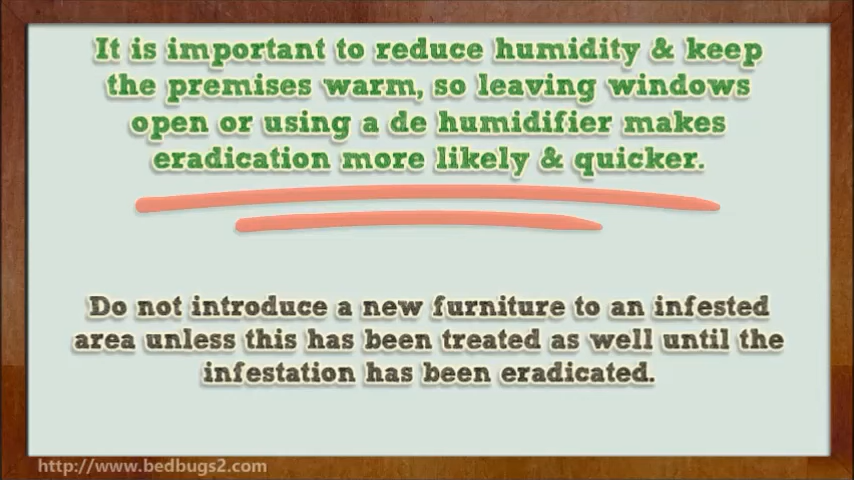 It is important to reduce humidity & keep
the premises warm, so leaving windows
open or using a de humidifier makes
eradication more likely & quicker.
Do not introduce a new furniture to an infested
area unless this has been treated as well until the
infestation has been eradicated.
http://www.bedbugs2.com